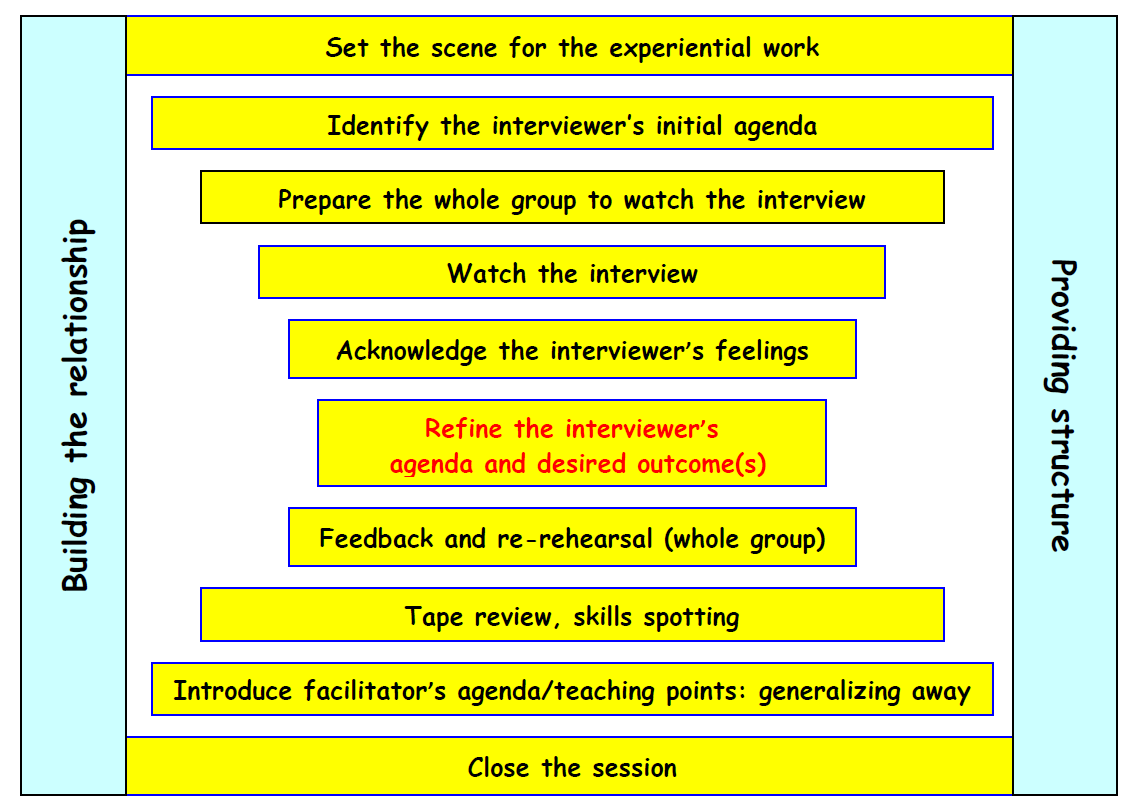 Set the scene for the experiential work
Identify the interviewer's initial agenda
Prepare the whole group to watch the interview
Watch the interview
Acknowledge the interviewer's feelings
Refine the interviewer's
agenda and desired outcome(s)
Feedback and re-rehearsal (whole group)
Tape review, skills spotting
Introduce facilitator's agenda/teaching points: generalizing away
Close the session
Building the relationship
Providing structure